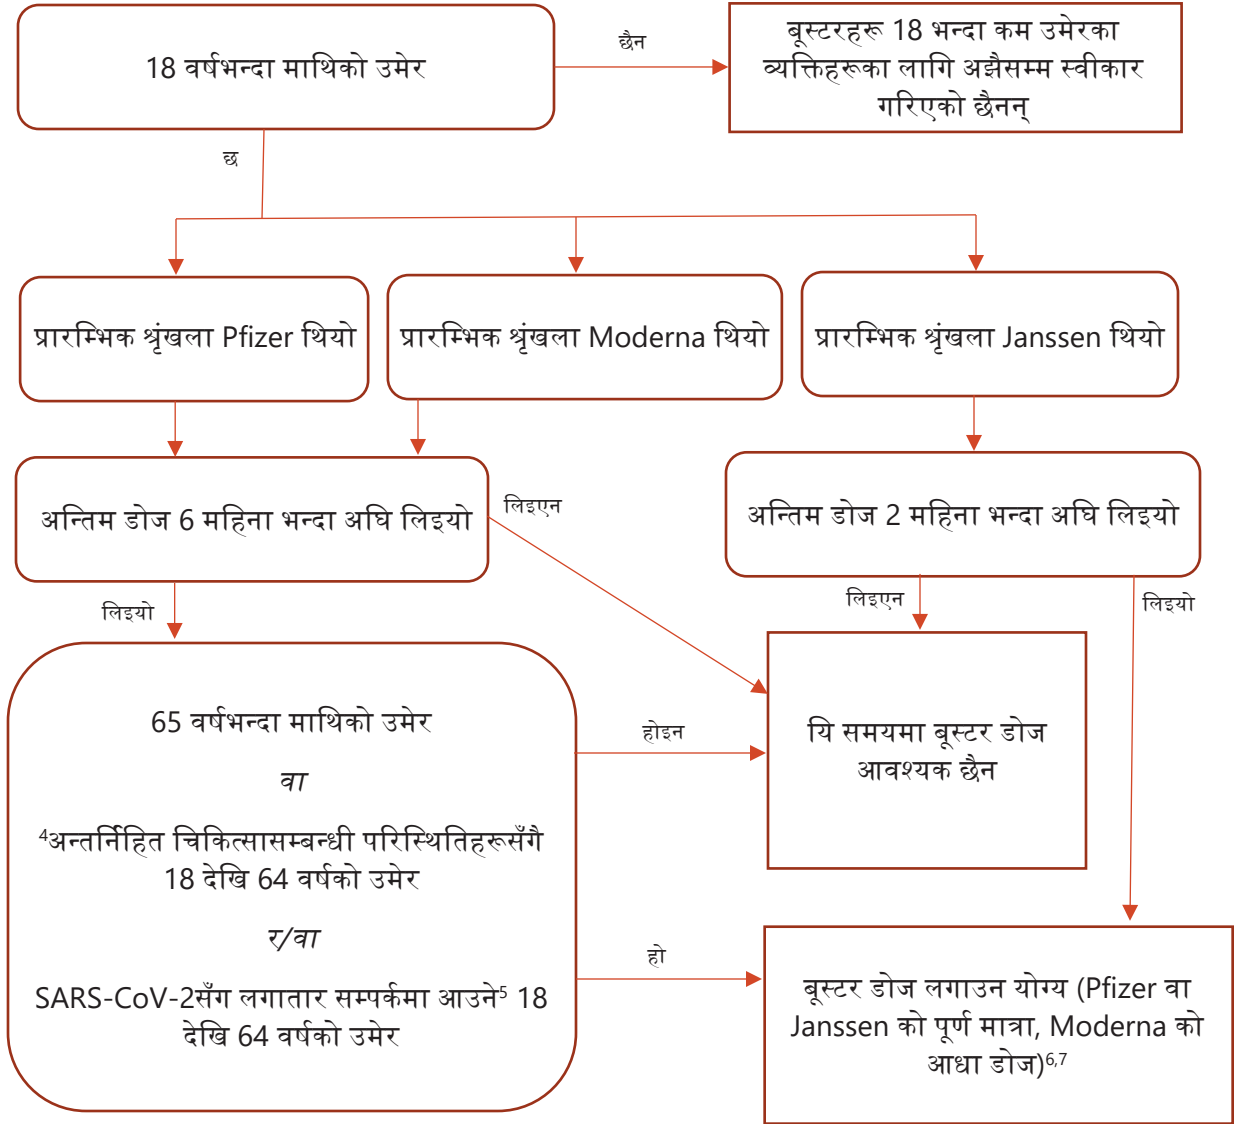 18 वर्षभन्दा माथिको उमेर
छैन
बूस्टरहरू 18 भन्दा कम उमेरका
व्यक्तिहरूका लागि अझैसम्म स्वीकार
गरिएको छैनन्
छ
प्रारम्भिक श्रृंखला Pfizer थियो
प्रारम्भिक श्रृंखला Moderna थियो
प्रारम्भिक श्रृंखला Janssen थियो
अन्तिम डोज 6 महिना भन्दा अघि लिइयो
लिइएन
अन्तिम डोज 2 महिना भन्दा अघि लिइयो
लिइयो
लिइएन
लिइयो
65 वर्षभन्दा माथिको उमेर
वा
⁴अन्तर्निहित चिकित्सासम्बन्धी परिस्थितिहरूसँगै
18 देखि 64 वर्षको उमेर
र/वा
SARS-CoV-2सँग लगातार सम्पर्कमा आउने⁵ 18
देखि 64 वर्षको उमेर
होइन
यि समयमा बूस्टर डोज
आवश्यक छैन
हो
बूस्टर डोज लगाउन योग्य (Pfizer वा
Janssen को पूर्ण मात्रा, Moderna को
आधा डोज)⁶,⁷